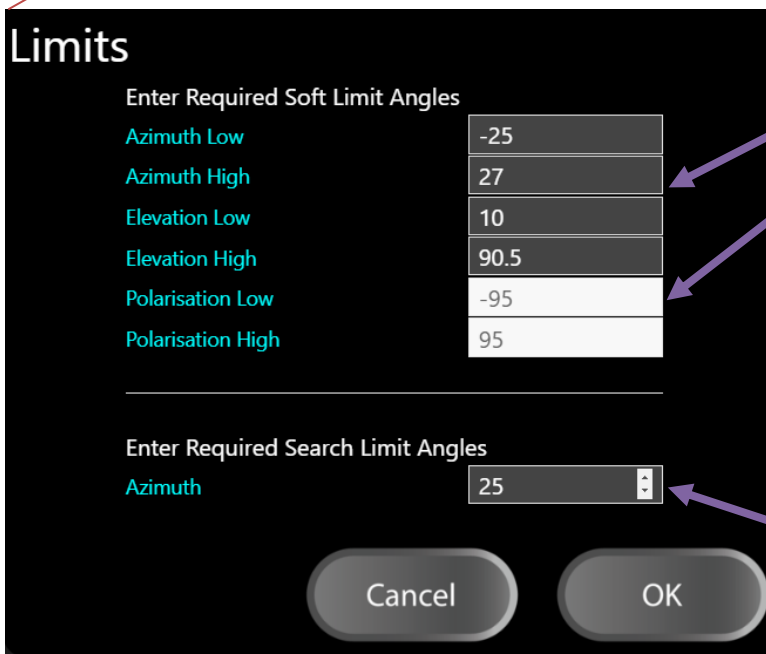 Limits
Enter Required Soft Limit Angles
Azimuth Low -25
Azimuth High 27
Elevation Low 10
Elevation High 90.5
Polarisation Low -95
Polarisation High 95
Enter Required Search Limit Angles
Azimuth 25
Cancel OK